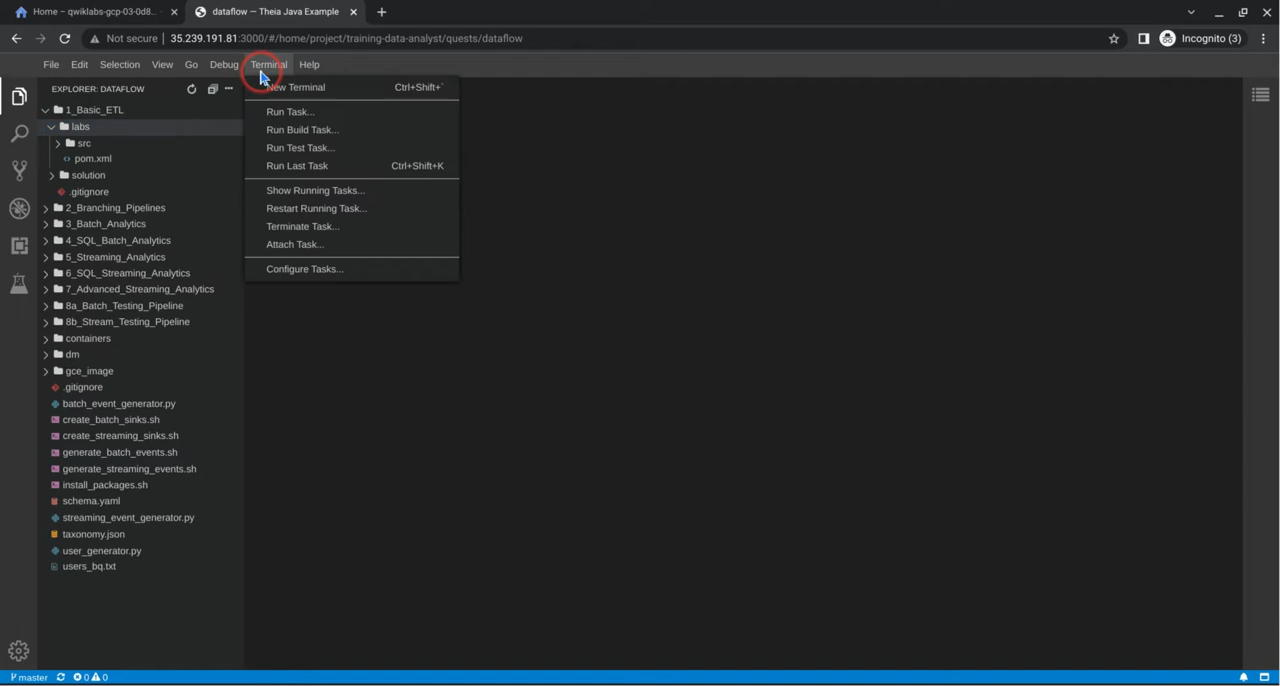 Home – qwiklabs-gcp-03-0d8...
dataflow — Theia Java Example
Not secure
35.239.191.81:3000/#/home/project/training-data-analyst/quests/dataflow
Incognito (3)
File Edit Selection View Go Debug Terminal Help
EXPLORER: DATAFLOW
1_Basic_ETL
labs
src
pom.xml
solution
.gitignore
2_Branching_Pipelines
3_Batch_Analytics
4_SQL_Batch_Analytics
5_Streaming_Analytics
6_SQL_Streaming_Analytics
7_Advanced_Streaming_Analytics
8a_Batch_Testing_Pipeline
8b_Stream_Testing_Pipeline
containers
dm
gce_image
.gitignore
batch_event_generator.py
create_batch_sinks.sh
create_streaming_sinks.sh
generate_batch_events.sh
generate_streaming_events.sh
install_packages.sh
schema.yaml
streaming_event_generator.py
taxonomy.json
user_generator.py
users_bq.txt
New Terminal Ctrl+Shift+`
Run Task...
Run Build Task...
Run Test Task...
Run Last Task Ctrl+Shift+K
Show Running Tasks...
Restart Running Task...
Terminate Task...
Attach Task...
Configure Tasks...
master 0 0